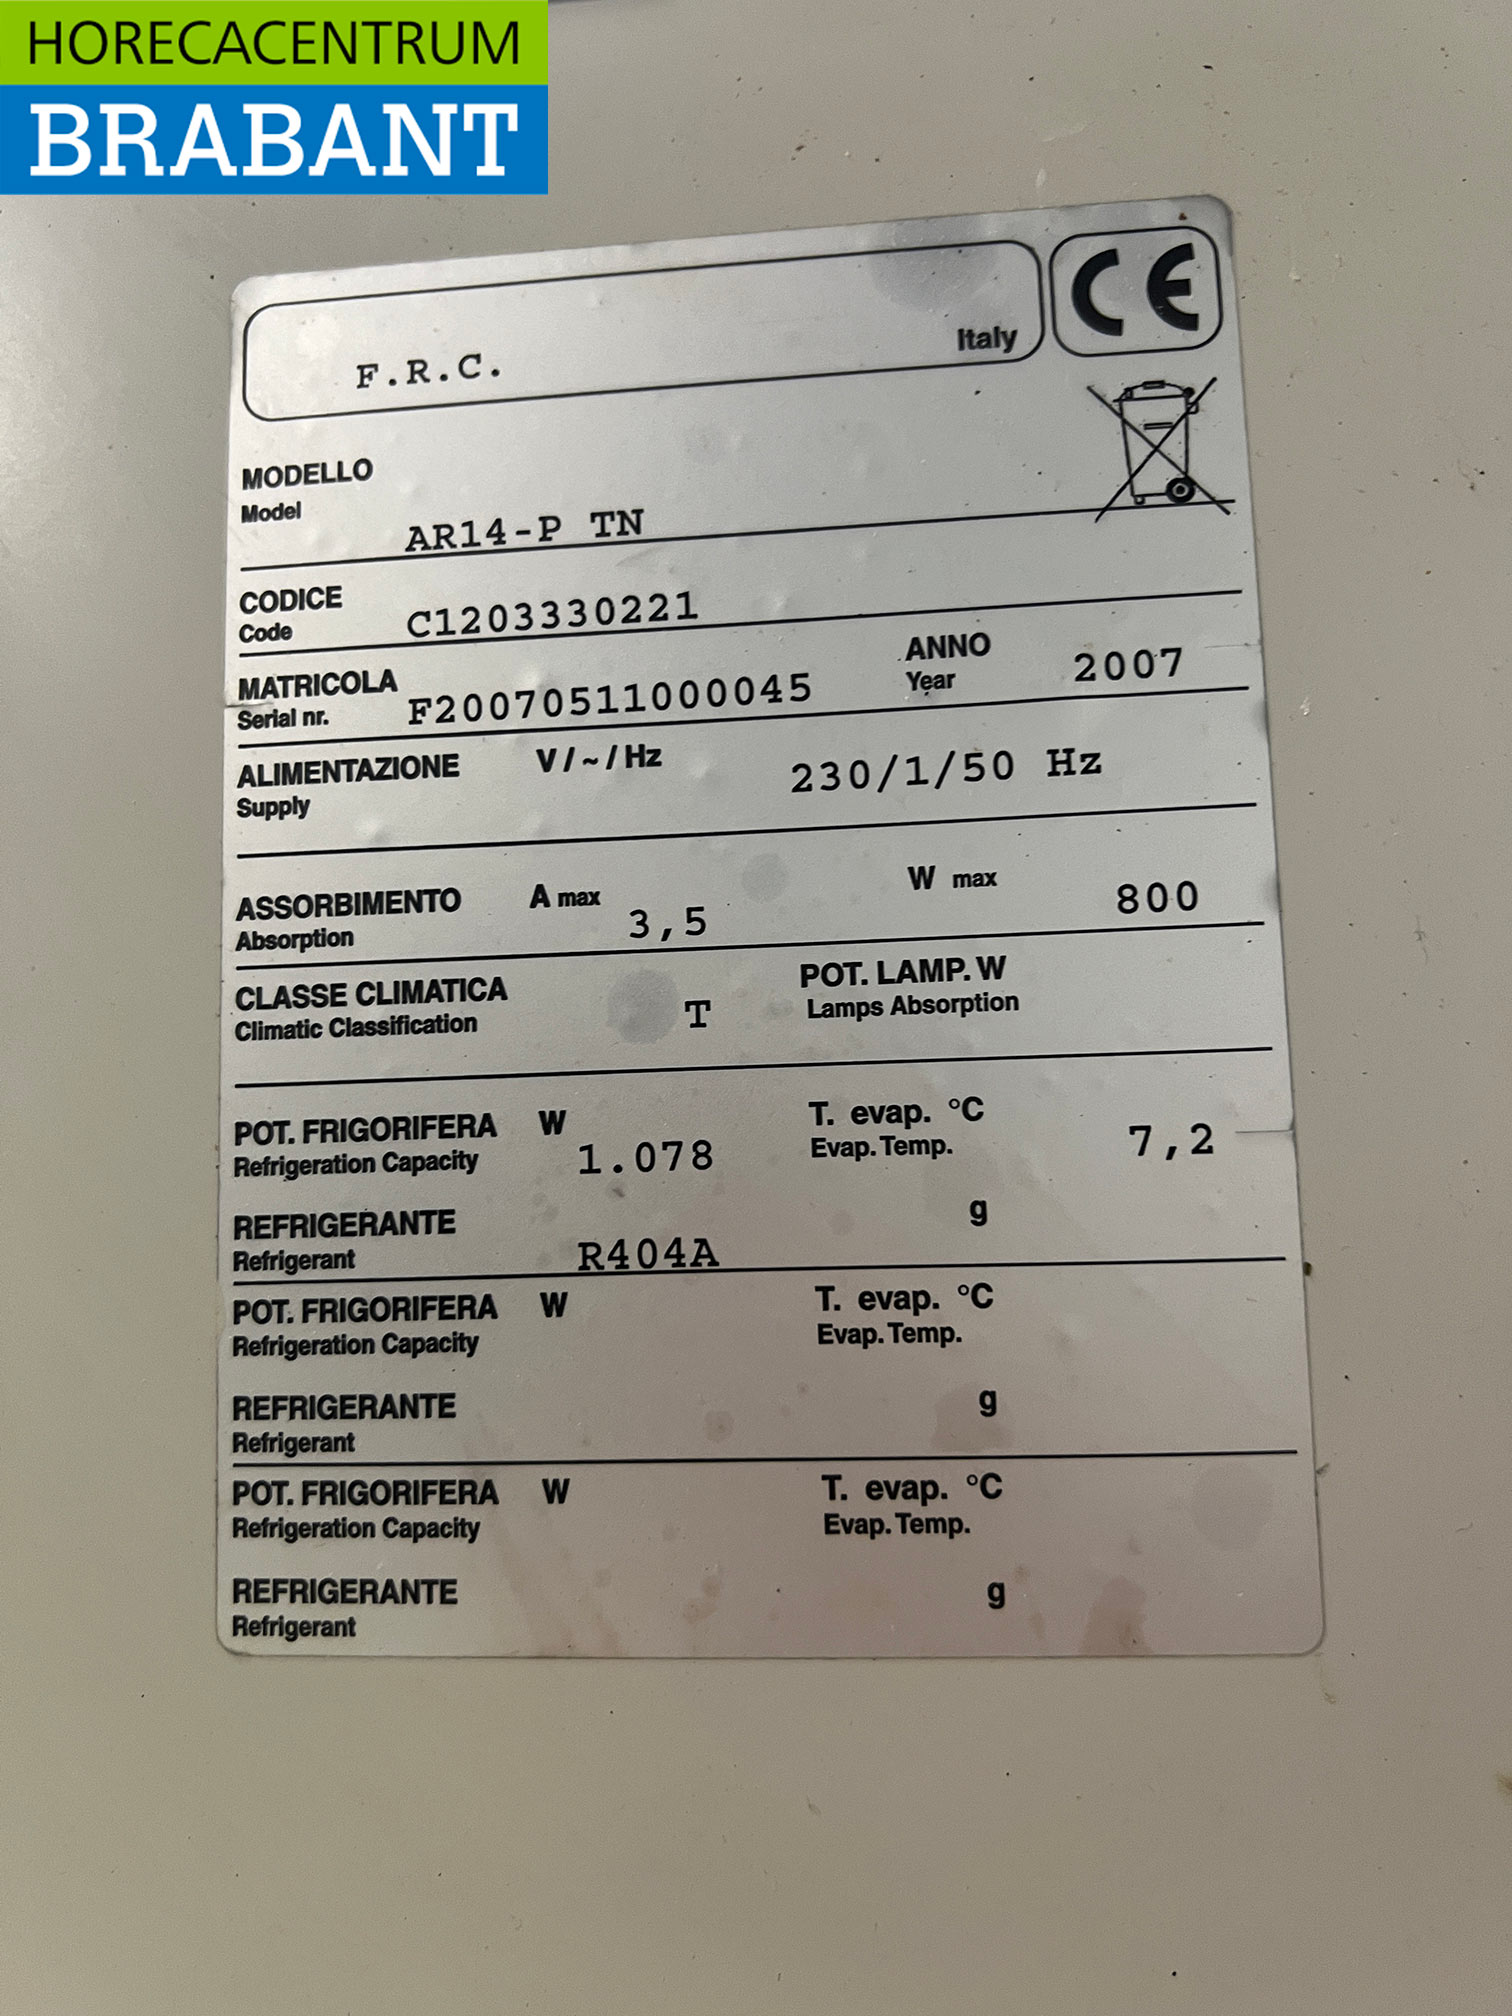 HORECACENTRUM
BRABANT
F.R.C.
Italy
CE
MODELLO
Model
AR14-P TN
CODICE
Code
C1203330221
MATRICOLA
Serial nr.
F20070511000045
ANNO
Year
2007
ALIMENTAZIONE
Supply
V / ~ / Hz
230/1/50 Hz
ASSORBIMENTO
Absorption
A max
3,5
W max
800
CLASSE CLIMATICA
Climatic Classification
T
POT. LAMP. W
Lamps Absorption
POT. FRIGORIFERA W
Refrigeration Capacity
1.078
T. evap. °C
Evap. Temp.
7,2
REFRIGERANTE
Refrigerant
R404A
g
POT. FRIGORIFERA W
Refrigeration Capacity
T. evap. °C
Evap. Temp.
REFRIGERANTE
Refrigerant
g
POT. FRIGORIFERA W
Refrigeration Capacity
T. evap. °C
Evap. Temp.
REFRIGERANTE
Refrigerant
g